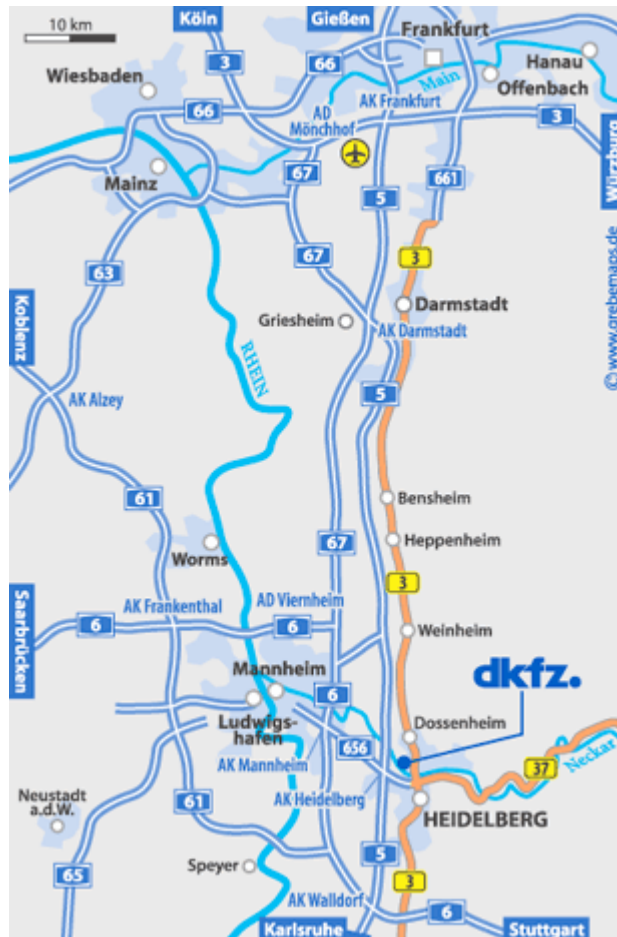 10 km
Köln
Gießen
Frankfurt
3
66
Hanau
Main
Offenbach
Wiesbaden
66
AD
Mönchhof
AK Frankfurt
3
Würzburg
Mainz
67
5
661
63
67
3
© www.grebemaps.de
Koblenz
Griesheim
Darmstadt
AK Darmstadt
RHEIN
5
AK Alzey
61
Bensheim
67
Heppenheim
Worms
3
Saarbrücken
AK Frankenthal
AD Viernheim
6
6
Weinheim
Mannheim
6
dkfz.
Ludwigs-
hafen
Dossenheim
656
AK Mannheim
37
Neckar
AK Heidelberg
Neustadt
a.d.W.
61
HEIDELBERG
5
Speyer
65
3
AK Walldorf
6
Karlsruhe
Stuttgart